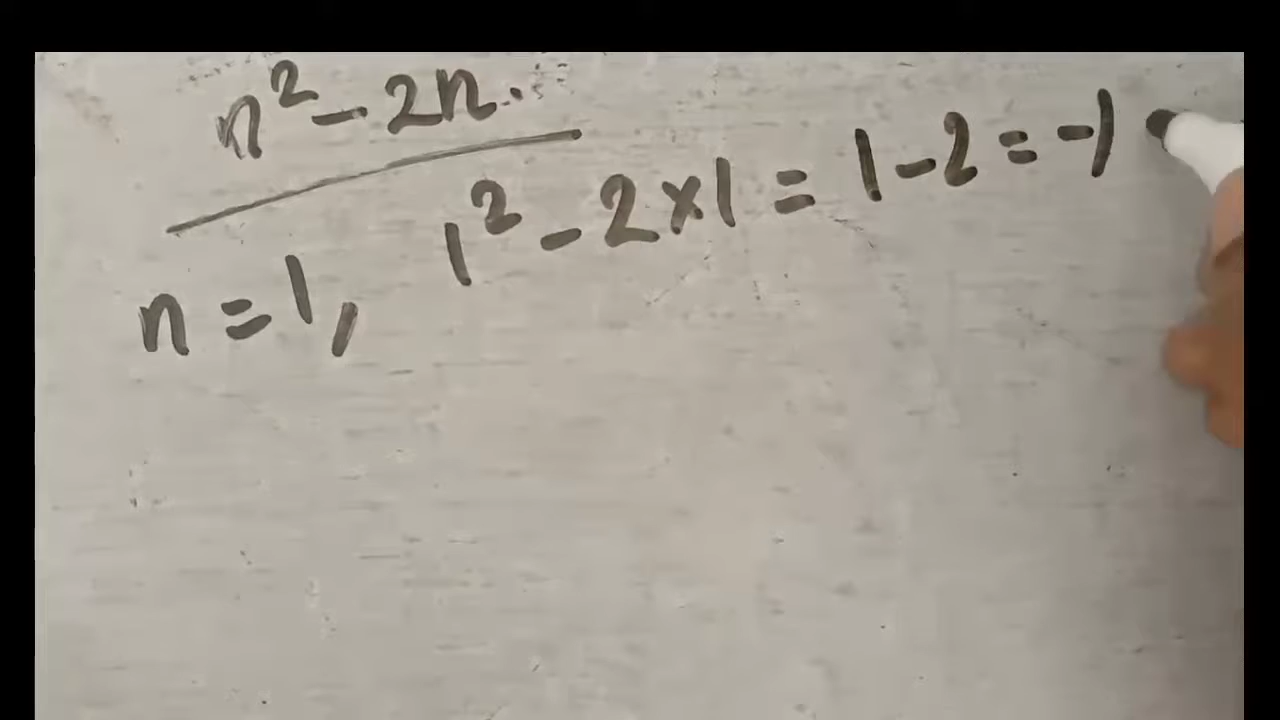 n² - 2n.
n = 1, 1² - 2 × 1 = 1 - 2 = -1